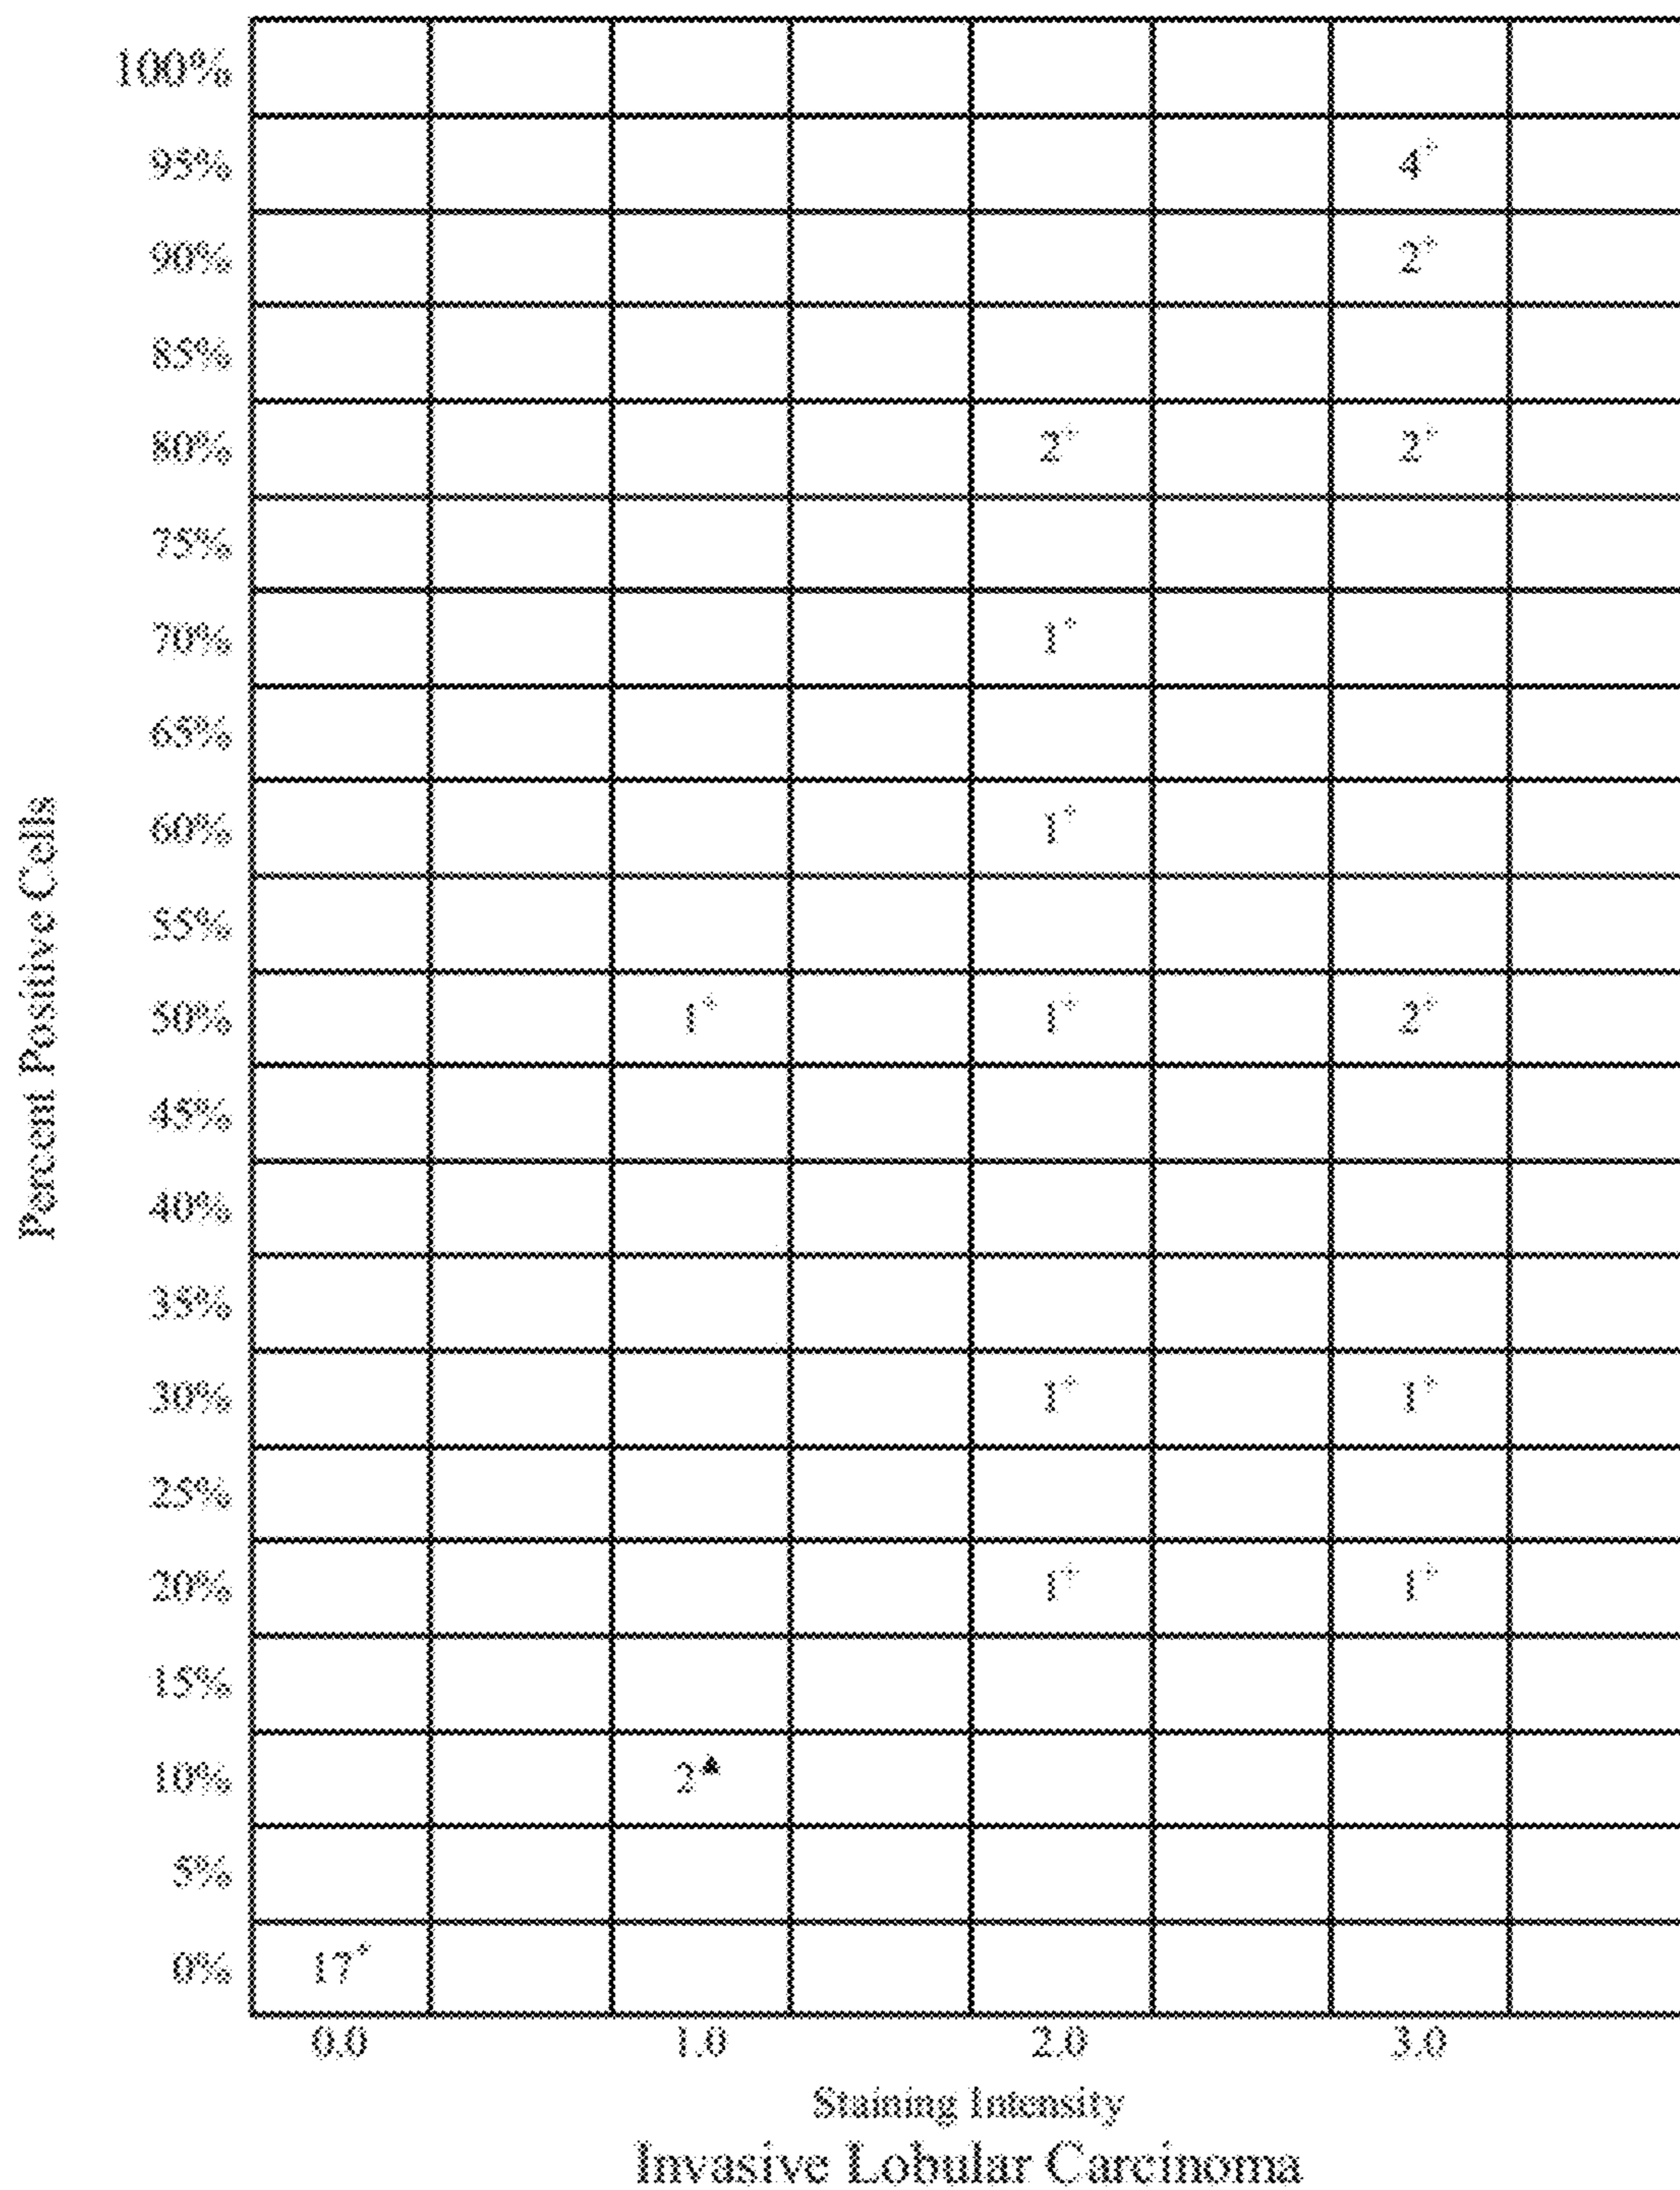 Percent Positive Cells
100%
95% 4+
90% 2+
85%
80% 2+ 2+
75%
70% 1+
65%
60% 1+
55%
50% 1+ 1+ 2+
45%
40%
35%
30% 1+ 1+
25%
20% 1+ 1+
15%
10% 2▲
5%
0% 17+
0.0 1.0 2.0 3.0
Staining Intensity
Invasive Lobular Carcinoma